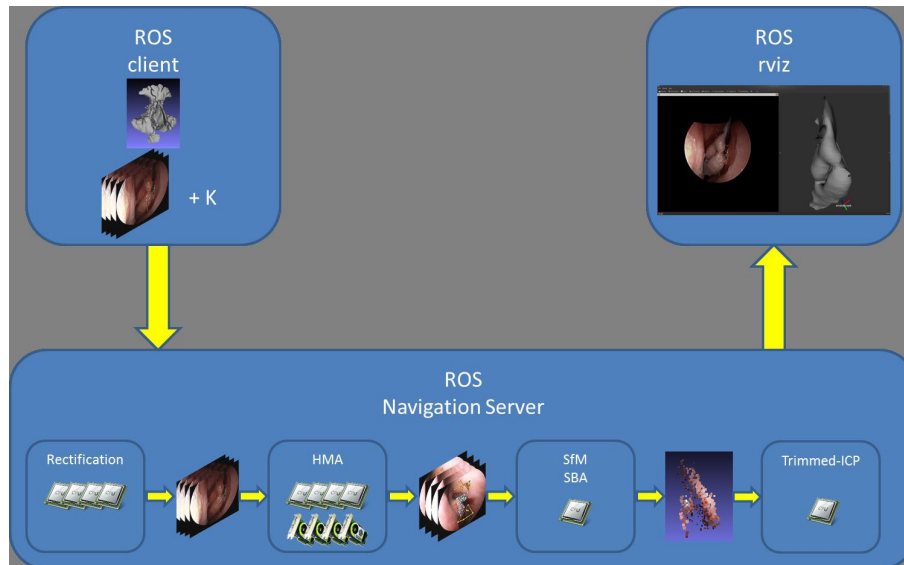 ROS
client
+ K
ROS
rviz
ROS
Navigation Server
Rectification
HMA
SfM
SBA
Trimmed-ICP